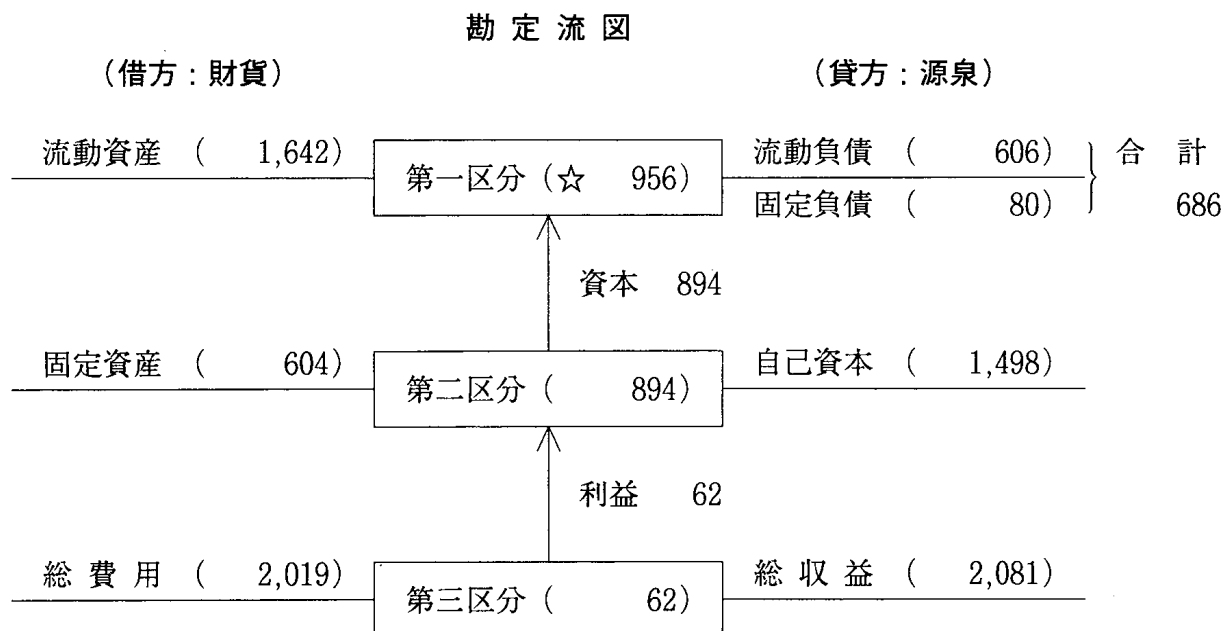 勘定流図
（借方：財貨） （貸方：源泉）
流動資産 （ 1,642） 第一区分（☆ 956） 流動負債 （ 606） 合計
固定負債 （ 80） 686
資本 894
固定資産 （ 604） 第二区分（ 894） 自己資本 （ 1,498）
利益 62
総費用 （ 2,019） 第三区分（ 62） 総収益 （ 2,081）